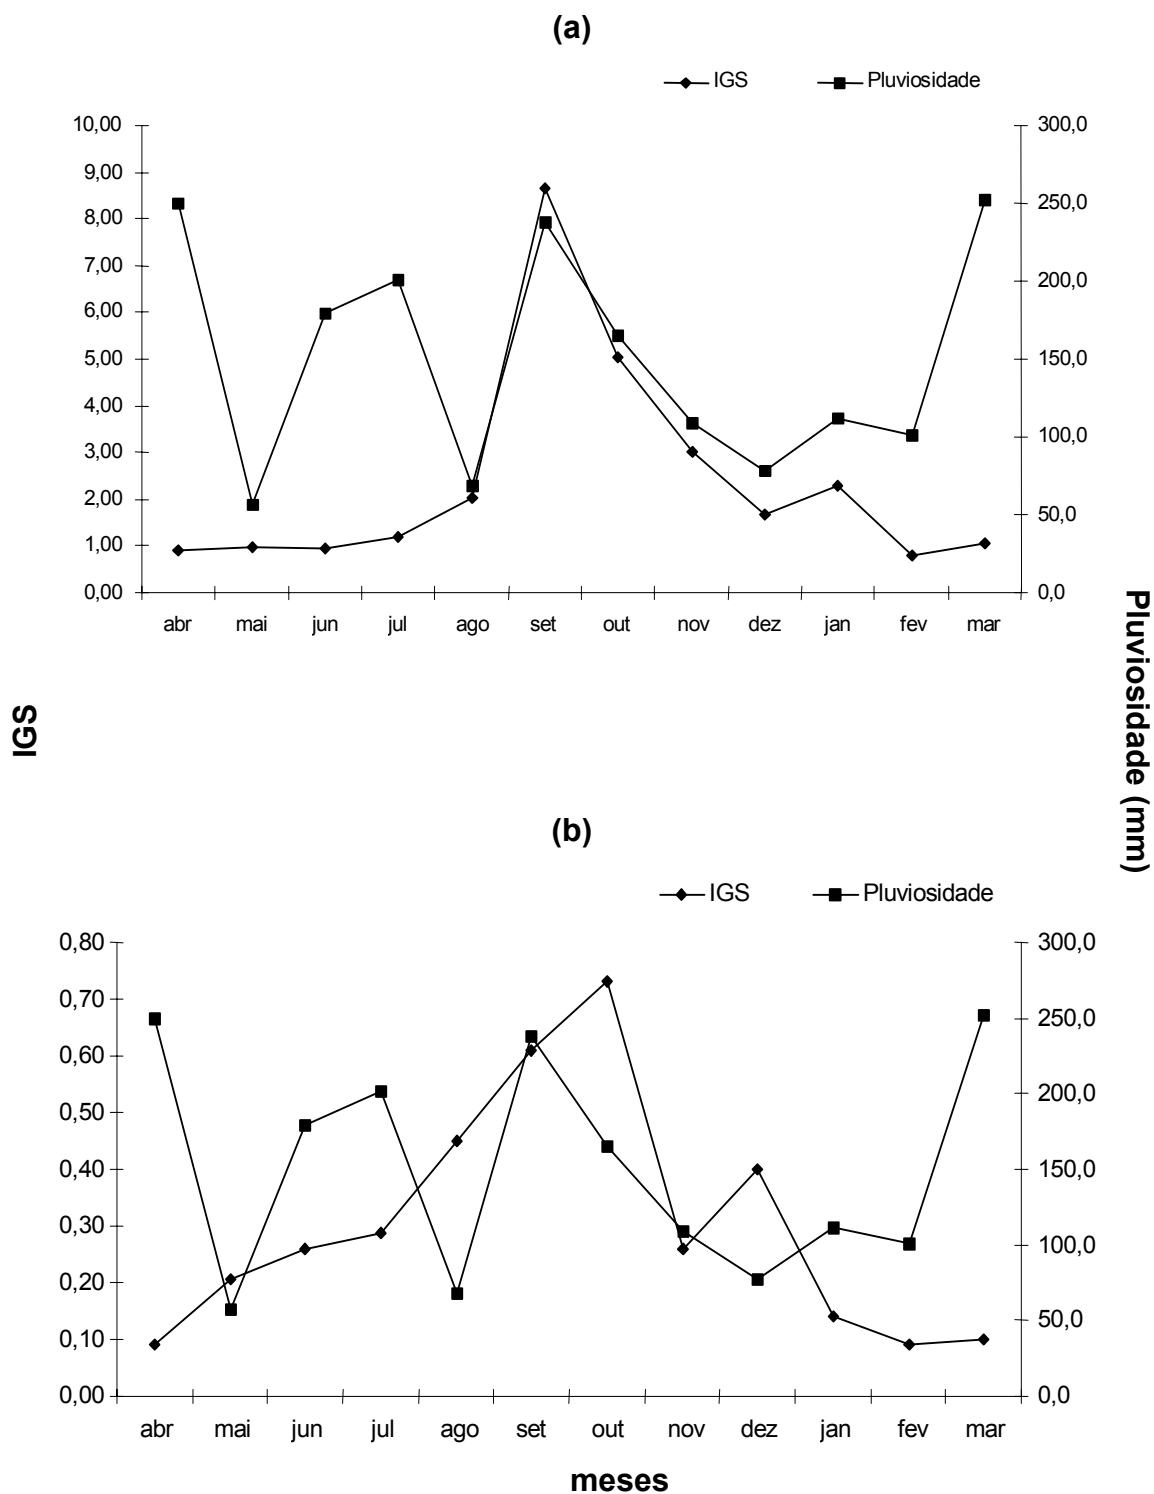 (a)
IGS Pluviosidade
10,00 300,0
9,00
8,00 250,0
7,00
6,00 200,0
5,00 150,0
4,00
3,00 100,0
2,00
1,00 50,0
0,00 0,0
abr mai jun jul ago set out nov dez jan fev mar
IGS
Pluviosidade (mm)
(b)
IGS Pluviosidade
0,80 300,0
0,70
0,60 250,0
0,50 200,0
0,40 150,0
0,30
0,20 100,0
0,10 50,0
0,00 0,0
abr mai jun jul ago set out nov dez jan fev mar
meses